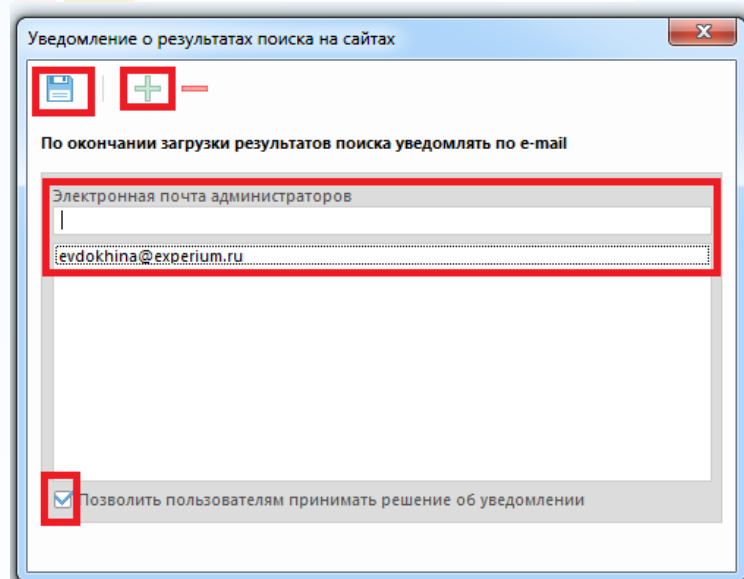 Уведомление о результатах поиска на сайтах
По окончании загрузки результатов поиска уведомлять по e-mail
Электронная почта администраторов
evdokhina@experium.ru
Позволить пользователям принимать решение об уведомлении